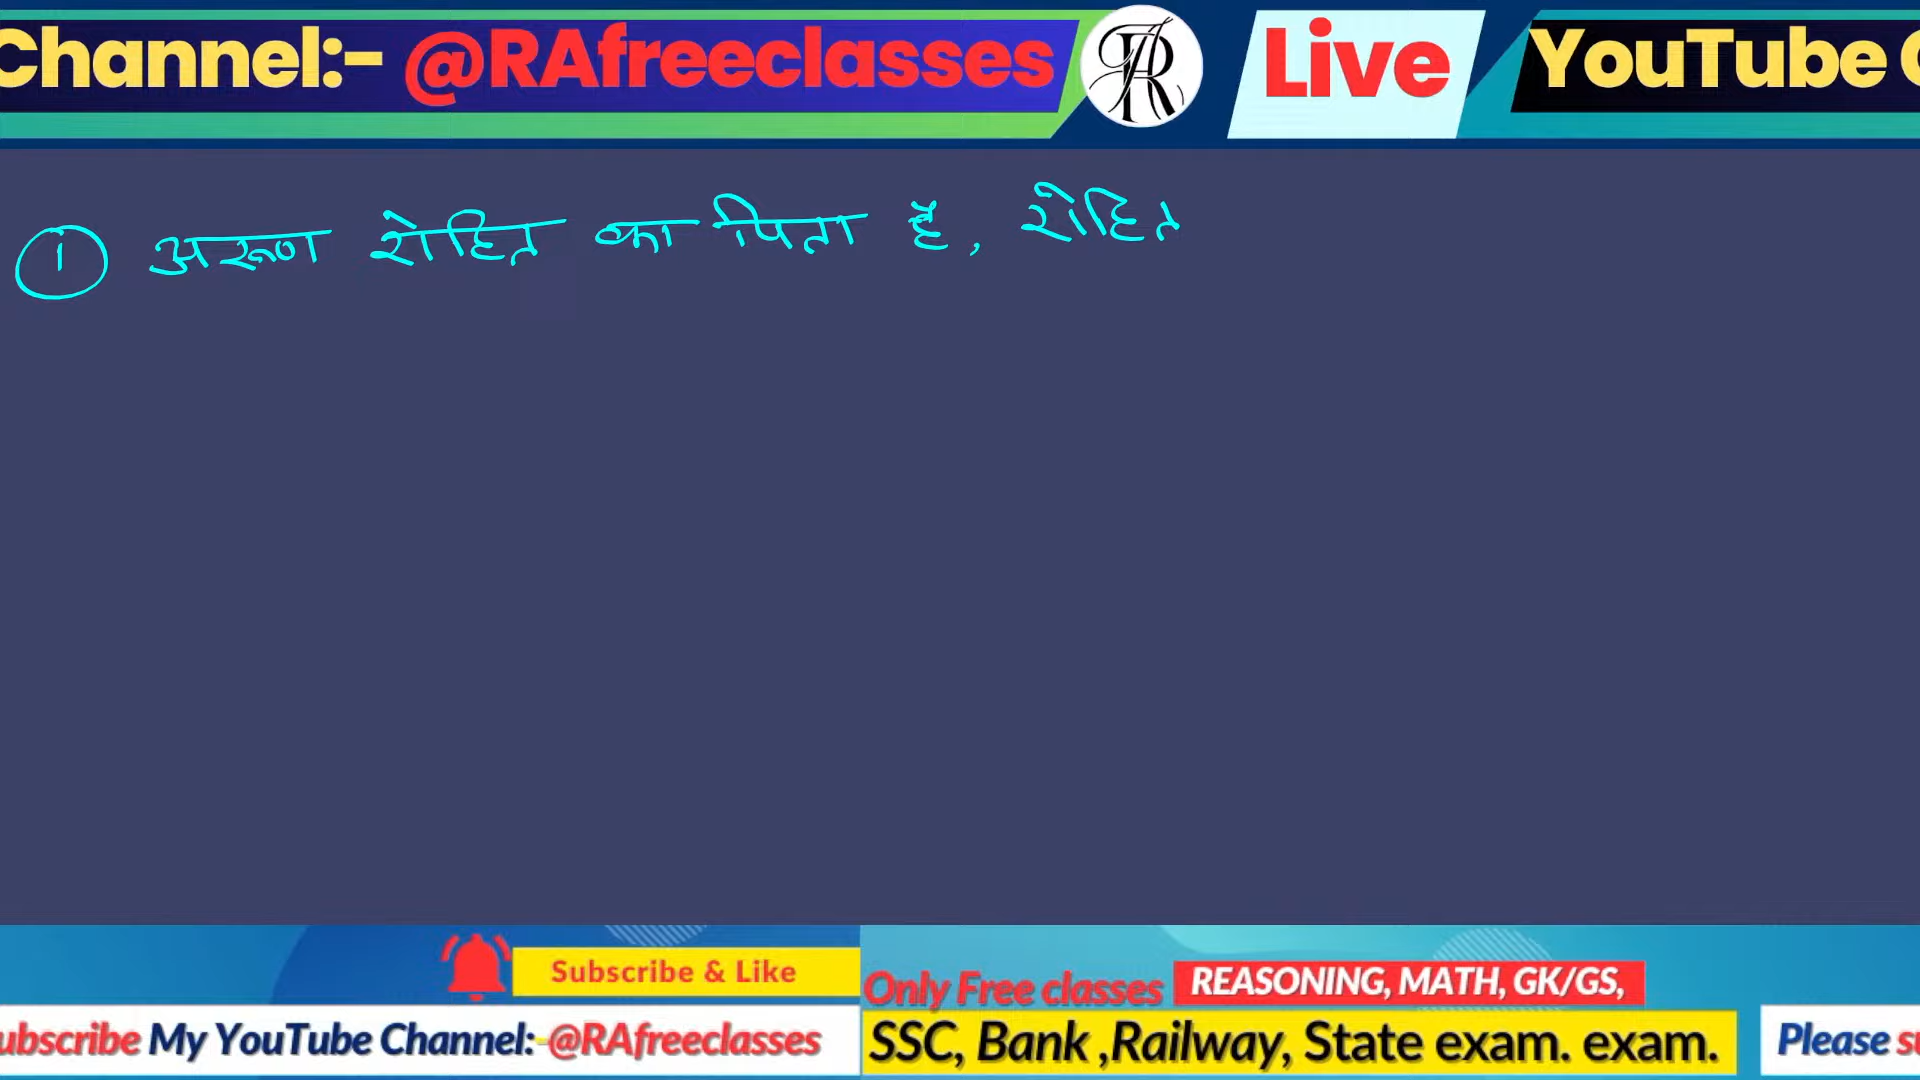 Channel:- @RAfreeclasses Live YouTube C
① अरूण रोहित का पिता है, रोहित
Subscribe & Like
Only Free classes REASONING, MATH, GK/GS,
ubscribe My YouTube Channel:-@RAfreeclasses SSC, Bank ,Railway, State exam. exam. Please su